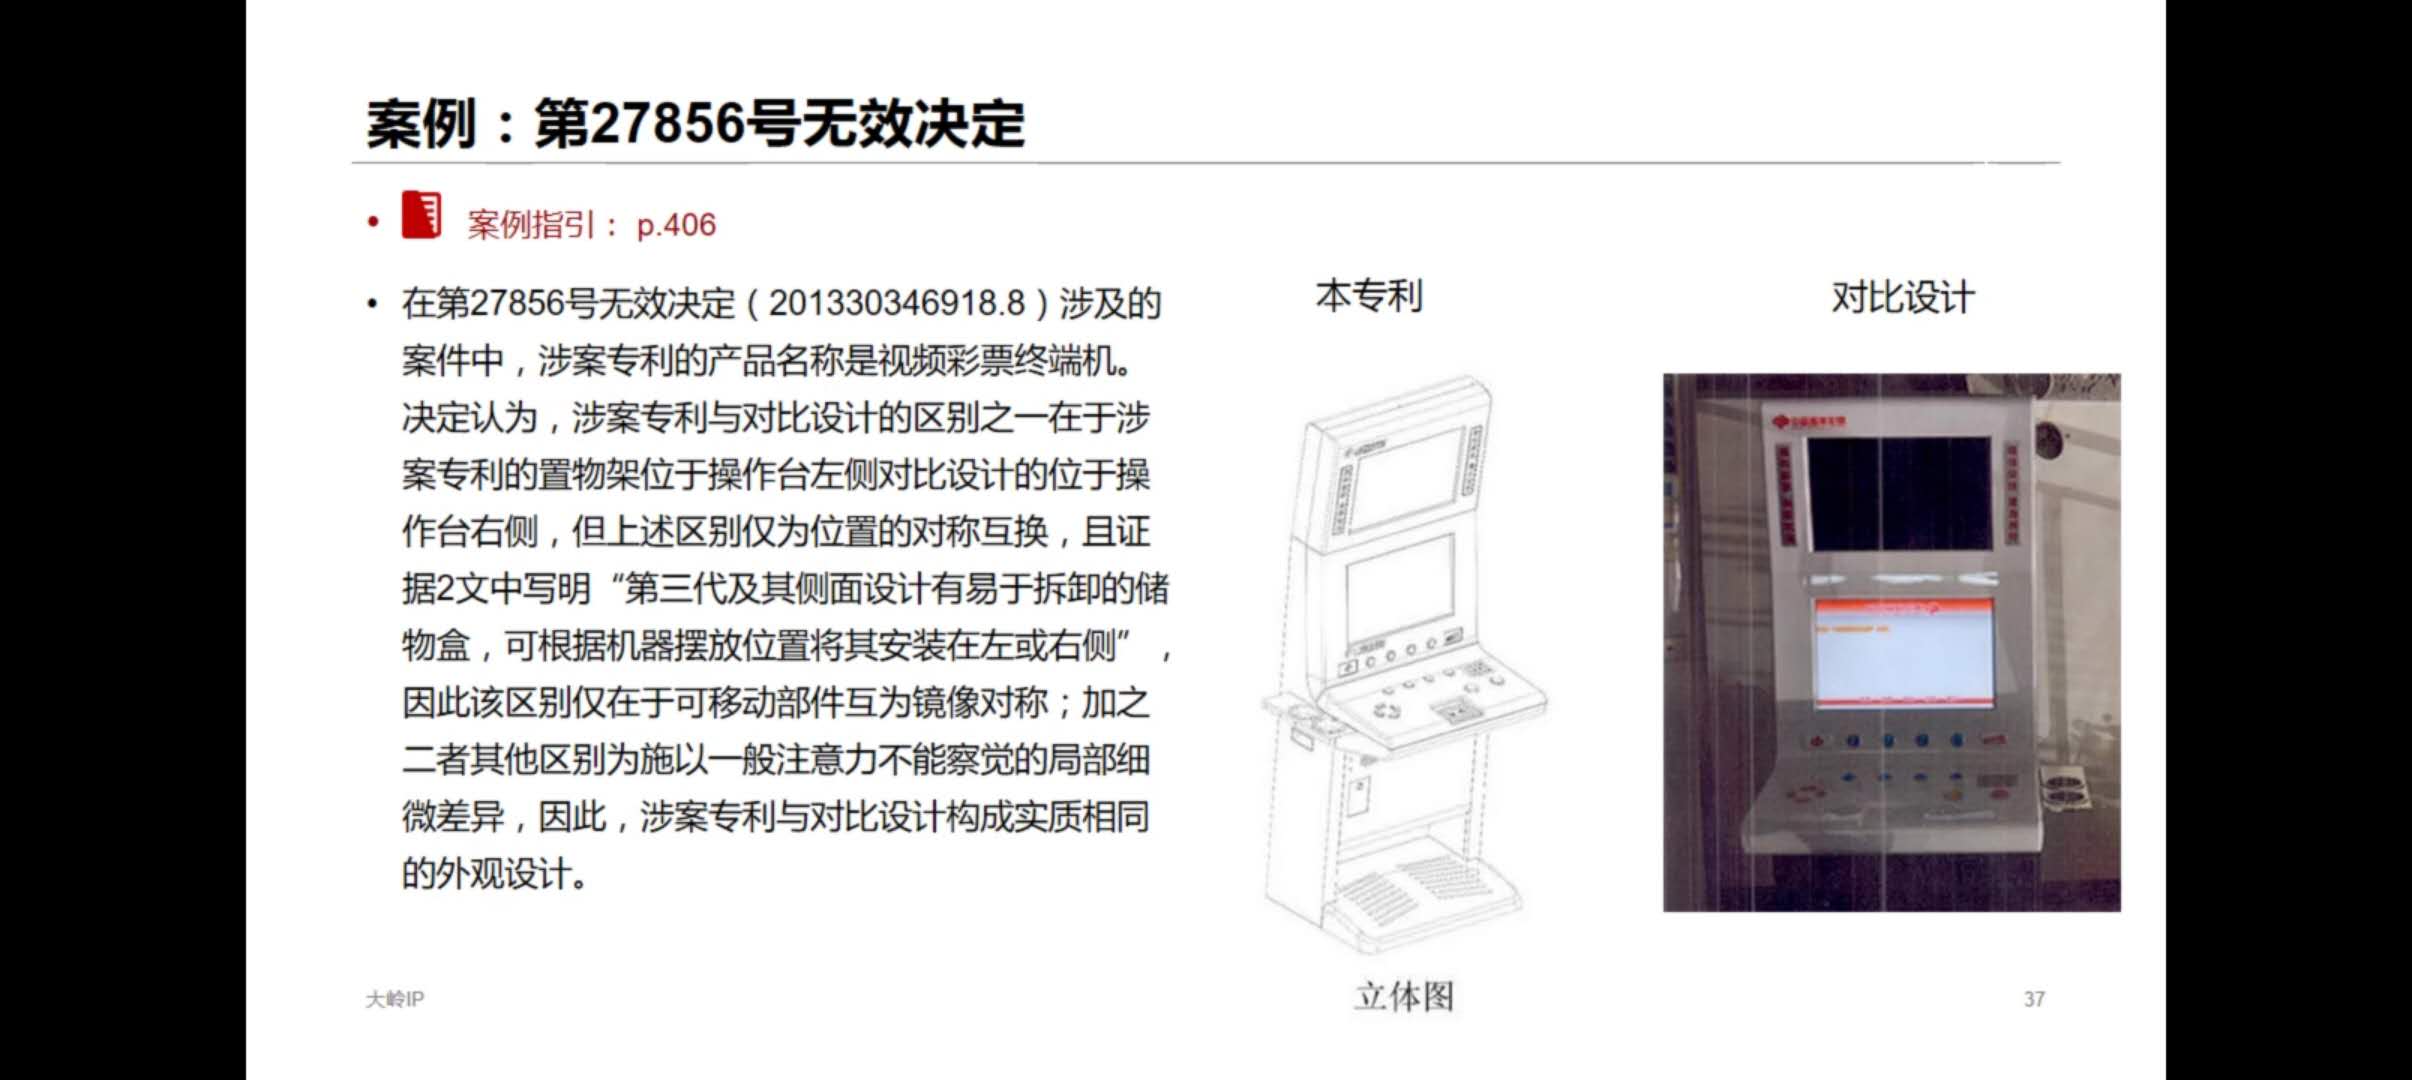 案例：第27856号无效决定
• 案例指引： p.406
• 在第27856号无效决定（201330346918.8）涉及的
案件中，涉案专利的产品名称是视频彩票终端机。
决定认为，涉案专利与对比设计的区别之一在于涉
案专利的置物架位于操作台左侧对比设计的位于操
作台右侧，但上述区别仅为位置的对称互换，且证
据2文中写明“第三代及其侧面设计有易于拆卸的储
物盒，可根据机器摆放位置将其安装在左或右侧”，
因此该区别仅在于可移动部件互为镜像对称；加之
二者其他区别为施以一般注意力不能察觉的局部细
微差异，因此，涉案专利与对比设计构成实质相同
的外观设计。
本专利
对比设计
立体图
大岭IP
37